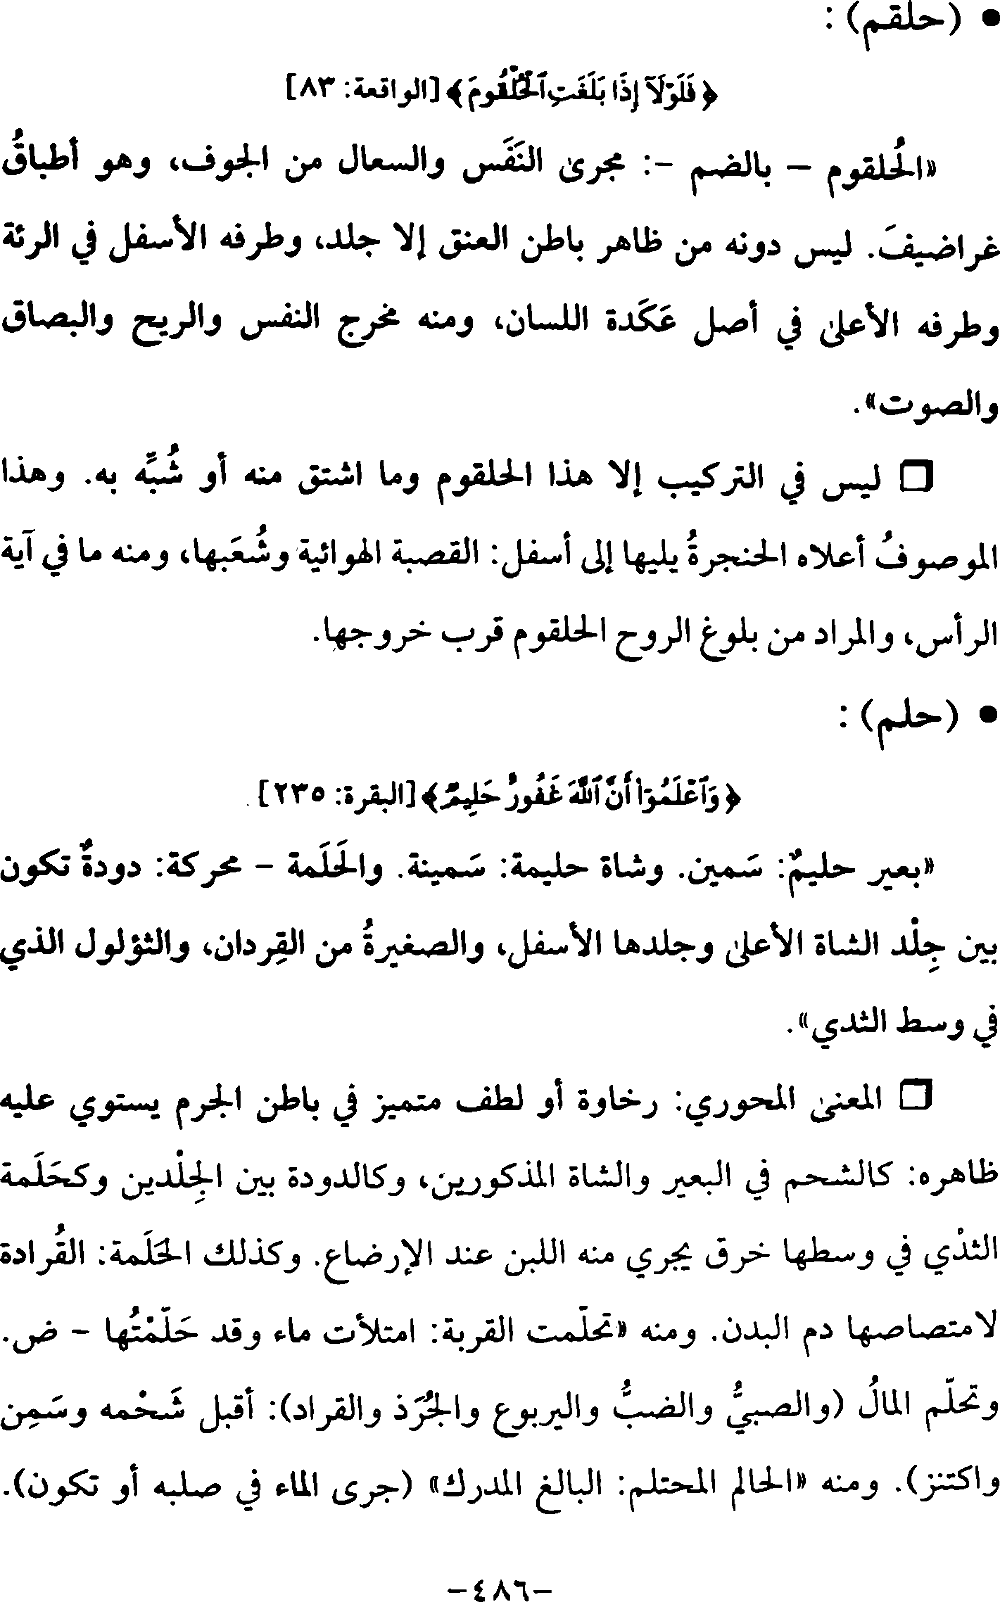 • (حلقم) :
﴿ فَلَوْلَآ إِذَا بَلَغَتِ ٱلْحُلْقُومَ ﴾ [الواقعة: ٨٣]
«الحُلقوم – بالضم –: مجرى النَفَس والسعال من الجوف، وهو أطباقُ
غراضيفَ. ليس دونه من ظاهر باطن العنق إلا جلد، وطرفه الأسفل في الرئة
وطرفه الأعلى في أصل عَكَدة اللسان، ومنه مخرج النفس والريح والبصاق
والصوت».
❒ ليس في التركيب إلا هذا الحلقوم وما اشتق منه أو شُبِّه به. وهذا
الموصوفُ أعلاه الحنجرةُ يليها إلى أسفل: القصبة الهوائية وشُعَبها، ومنه ما في آية
الرأس، والمراد من بلوغ الروح الحلقوم قرب خروجها.
• (حلم) :
﴿ وَٱعْلَمُوٓا۟ أَنَّ ٱللَّهَ غَفُورٌ حَلِيمٌ ﴾ [البقرة: ٢٣٥]
«بعير حليمٌ: سَمين. وشاة حليمة: سَمينة. والحَلَمة – محركة: دودةٌ تكون
بين جِلْد الشاة الأعلى وجلدها الأسفل، والصغيرةُ من القِردان، والثؤلول الذي
في وسط الثدي».
❒ المعنى المحوري: رخاوة أو لطف متميز في باطن الجرم يستوي عليه
ظاهره: كالشحم في البعير والشاة المذكورين، وكالدودة بين الجِلْدين وكحَلَمة
الثدْي في وسطها خرق يجري منه اللبن عند الإرضاع. وكذلك الحَلَمة: القُرادة
لامتصاصها دم البدن. ومنه «تحلّمت القربة: امتلأت ماء وقد حَلّمْتُها – ض.
وتحلّم المالُ (والصبيُّ والضبُّ واليربوع والجُرَذ والقراد): أقبل شَحْمه وسَمِن
واكتنز). ومنه «الحالم المحتلم: البالغ المدرك» (جرى الماء في صلبه أو تكون).
–٤٨٦–